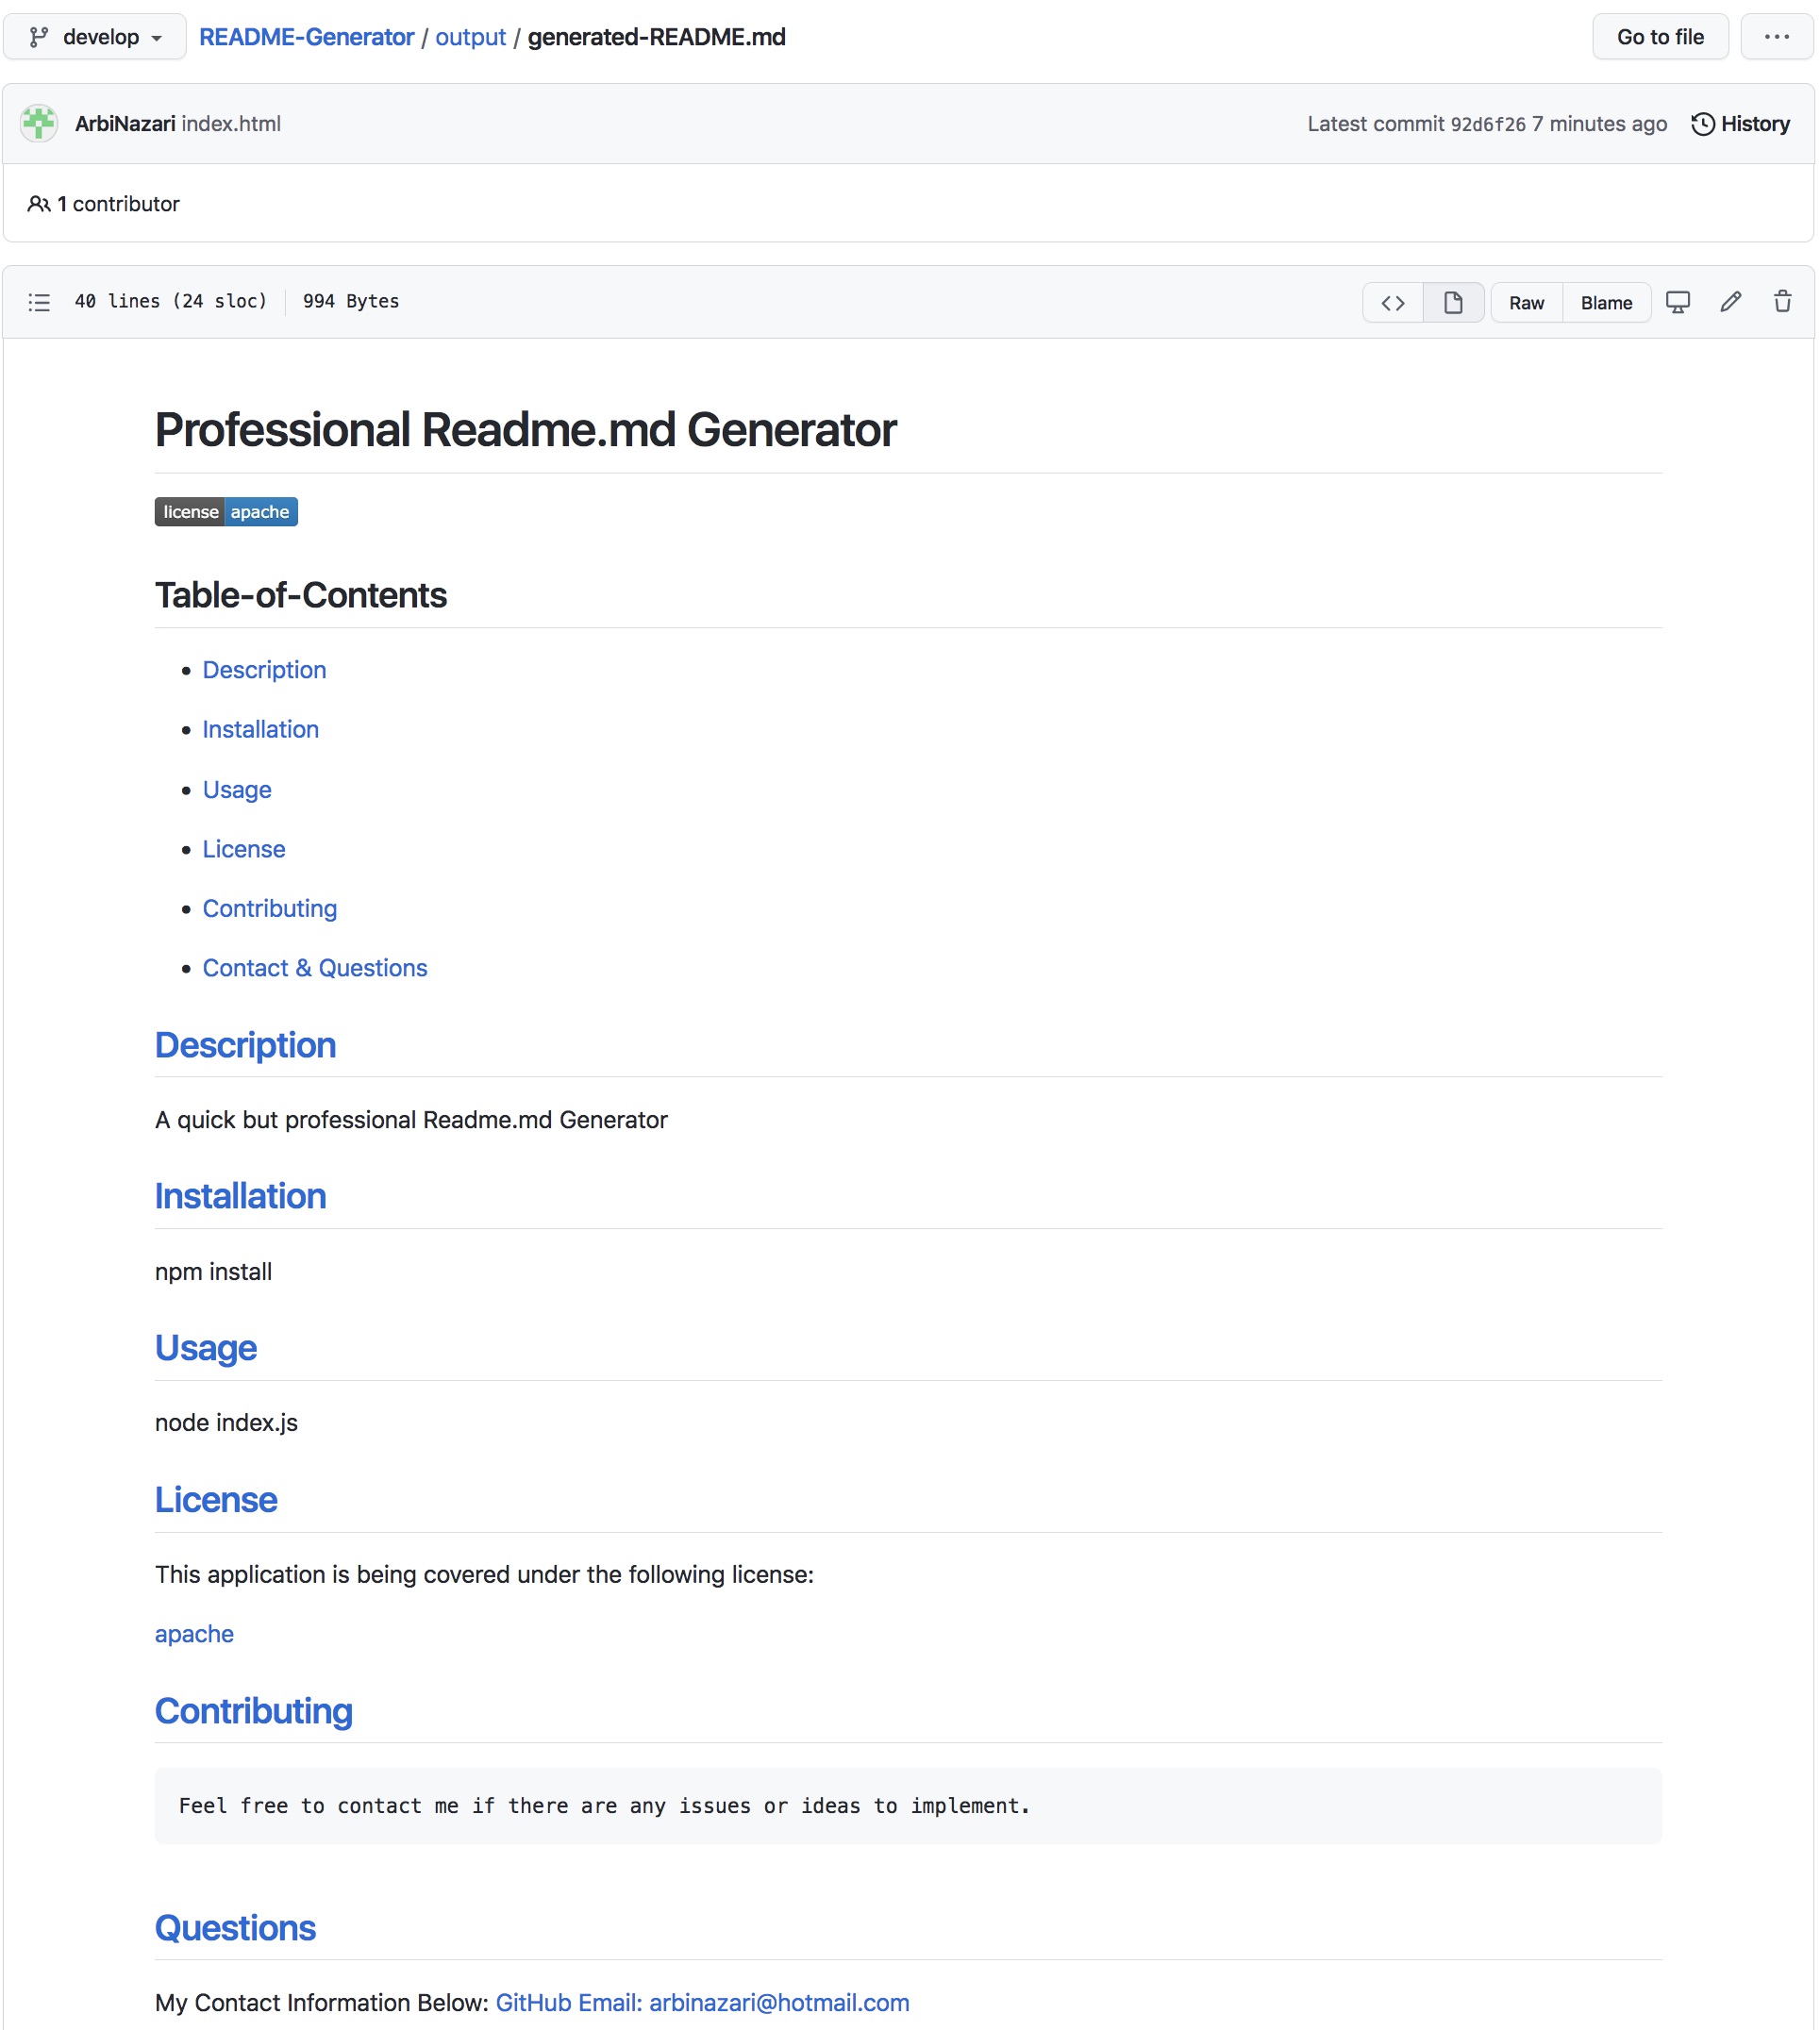 develop README-Generator / output / generated-README.md Go to file ···
ArbiNazari index.html Latest commit 92d6f26 7 minutes ago History
1 contributor
40 lines (24 sloc) 994 Bytes <> Raw Blame
Professional Readme.md Generator
license apache
Table-of-Contents
• Description
• Installation
• Usage
• License
• Contributing
• Contact & Questions
Description
A quick but professional Readme.md Generator
Installation
npm install
Usage
node index.js
License
This application is being covered under the following license:
apache
Contributing
Feel free to contact me if there are any issues or ideas to implement.
Questions
My Contact Information Below: GitHub Email: arbinazari@hotmail.com